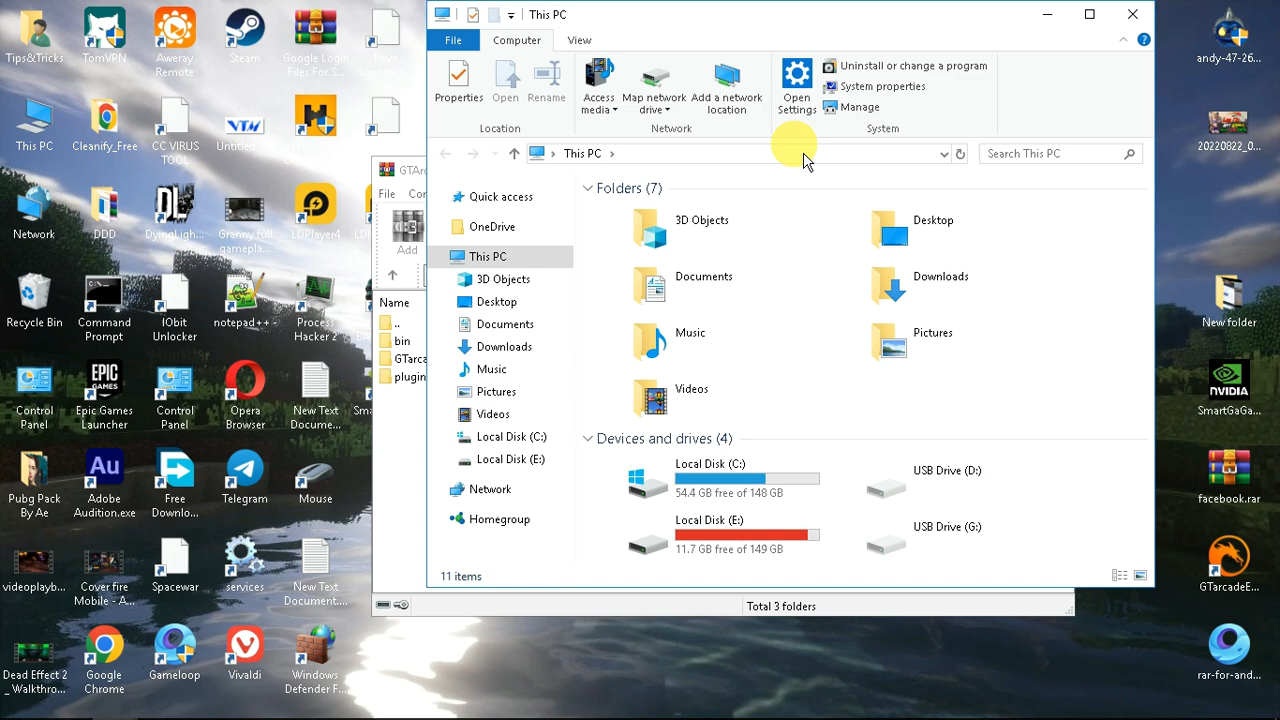 Tips&Tricks
TomVPN
Aweray
Remote
Steam
Google Login
Files For S...
This PC
Cleanify_Free
CC VIRUS
TOOL
VTM
Network
DDD
DyingLigh...
Granny full
gamepla...
LDPlayer4
Recycle Bin
Command
Prompt
IObit
Unlocker
notepad++ -
Process
Hacker 2
Control
Panel
EPIC
GAMES
Epic Games
Launcher
Control
Panel
Opera
Browser
New Text
Docume...
Pubg Pack
By Ae
Au
Adobe
Audition.exe
Free
Downlo...
Telegram
Mouse
videoplayb...
Cover fire
Mobile - A...
Spacewar
services
New Text
Document...
Dead Effect 2
_ Walkthro...
Google
Chrome
Gameloop
Vivaldi
Windows
Defender F...
This PC
File
Computer
View
Properties
Open
Rename
Location
Access
media
Map network
drive
Add a network
location
Network
Open
Settings
Uninstall or change a program
System properties
Manage
System
This PC
Search This PC
Quick access
OneDrive
This PC
3D Objects
Desktop
Documents
Downloads
Music
Pictures
Videos
Local Disk (C:)
Local Disk (E:)
Network
Homegroup
Folders (7)
3D Objects
Desktop
Documents
Downloads
Music
Pictures
Videos
Devices and drives (4)
Local Disk (C:)
54.4 GB free of 148 GB
USB Drive (D:)
Local Disk (E:)
11.7 GB free of 149 GB
USB Drive (G:)
11 items
File
Add
Name
..
bin
GTarca
plugin
Total 3 folders
andy-47-26...
20220822_0...
New folder
NVIDIA
SmartGaGa...
facebook.rar
GTarcadeE...
rar-for-and...